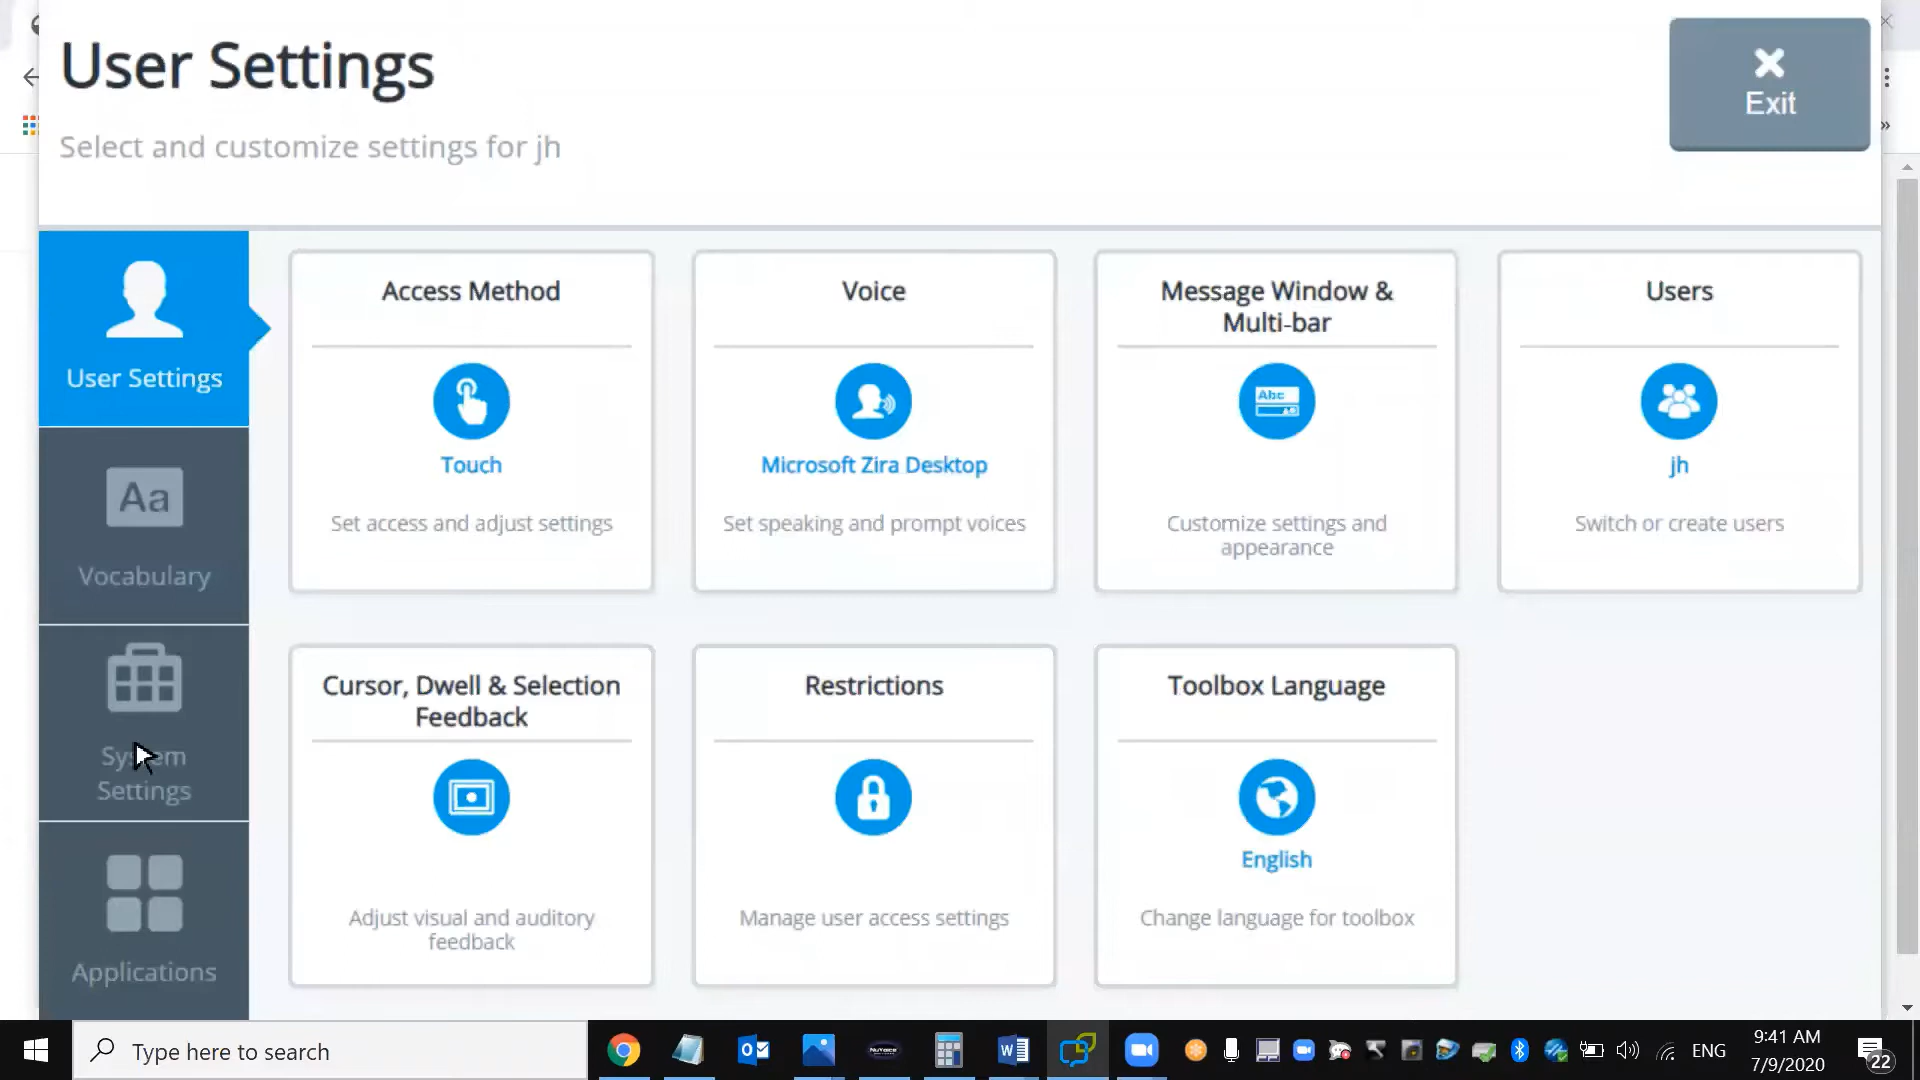 User Settings
Select and customize settings for jh
Exit
User Settings
Aa
Vocabulary
System
Settings
Applications
Access Method
Touch
Set access and adjust settings
Voice
Microsoft Zira Desktop
Set speaking and prompt voices
Message Window &
Multi-bar
Abc
Customize settings and
appearance
Users
jh
Switch or create users
Cursor, Dwell & Selection
Feedback
Adjust visual and auditory
feedback
Restrictions
Manage user access settings
Toolbox Language
English
Change language for toolbox
Type here to search
ENG
9:41 AM
7/9/2020
22